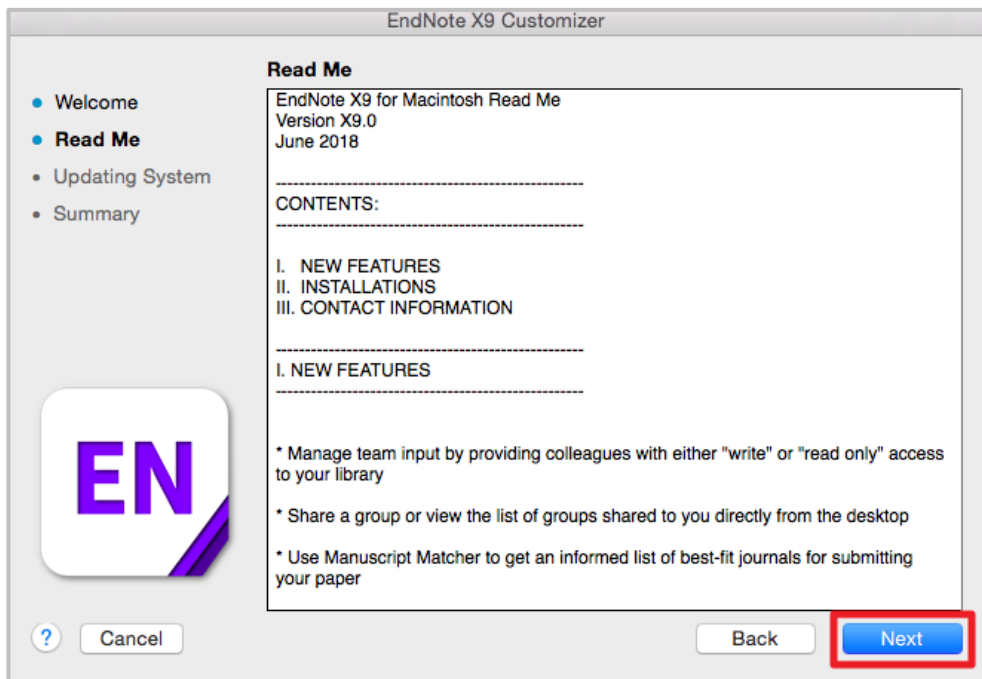 EndNote X9 Customizer
Welcome
Read Me
Updating System
Summary
EN
Read Me
EndNote X9 for Macintosh Read Me
Version X9.0
June 2018
------------------------------------------------------
CONTENTS:
------------------------------------------------------
I. NEW FEATURES
II. INSTALLATIONS
III. CONTACT INFORMATION
------------------------------------------------------
I. NEW FEATURES
------------------------------------------------------
* Manage team input by providing colleagues with either "write" or "read only" access
to your library
* Share a group or view the list of groups shared to you directly from the desktop
* Use Manuscript Matcher to get an informed list of best-fit journals for submitting
your paper
? Cancel Back Next